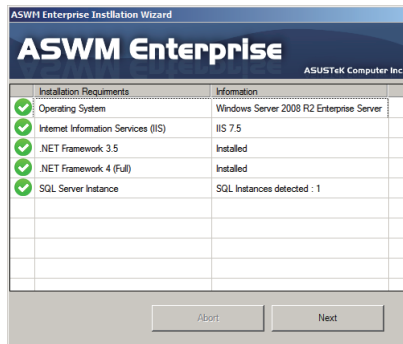 ASWM Enterprise Instllation Wizard
ASWM Enterprise
ASUSTeK Computer Inc
Installation Requirments Information
Operating System Windows Server 2008 R2 Enterprise Server
Internet Information Services (IIS) IIS 7.5
.NET Framework 3.5 Installed
.NET Framework 4 (Full) Installed
SQL Server Instance SQL Instances detected : 1
Abort Next